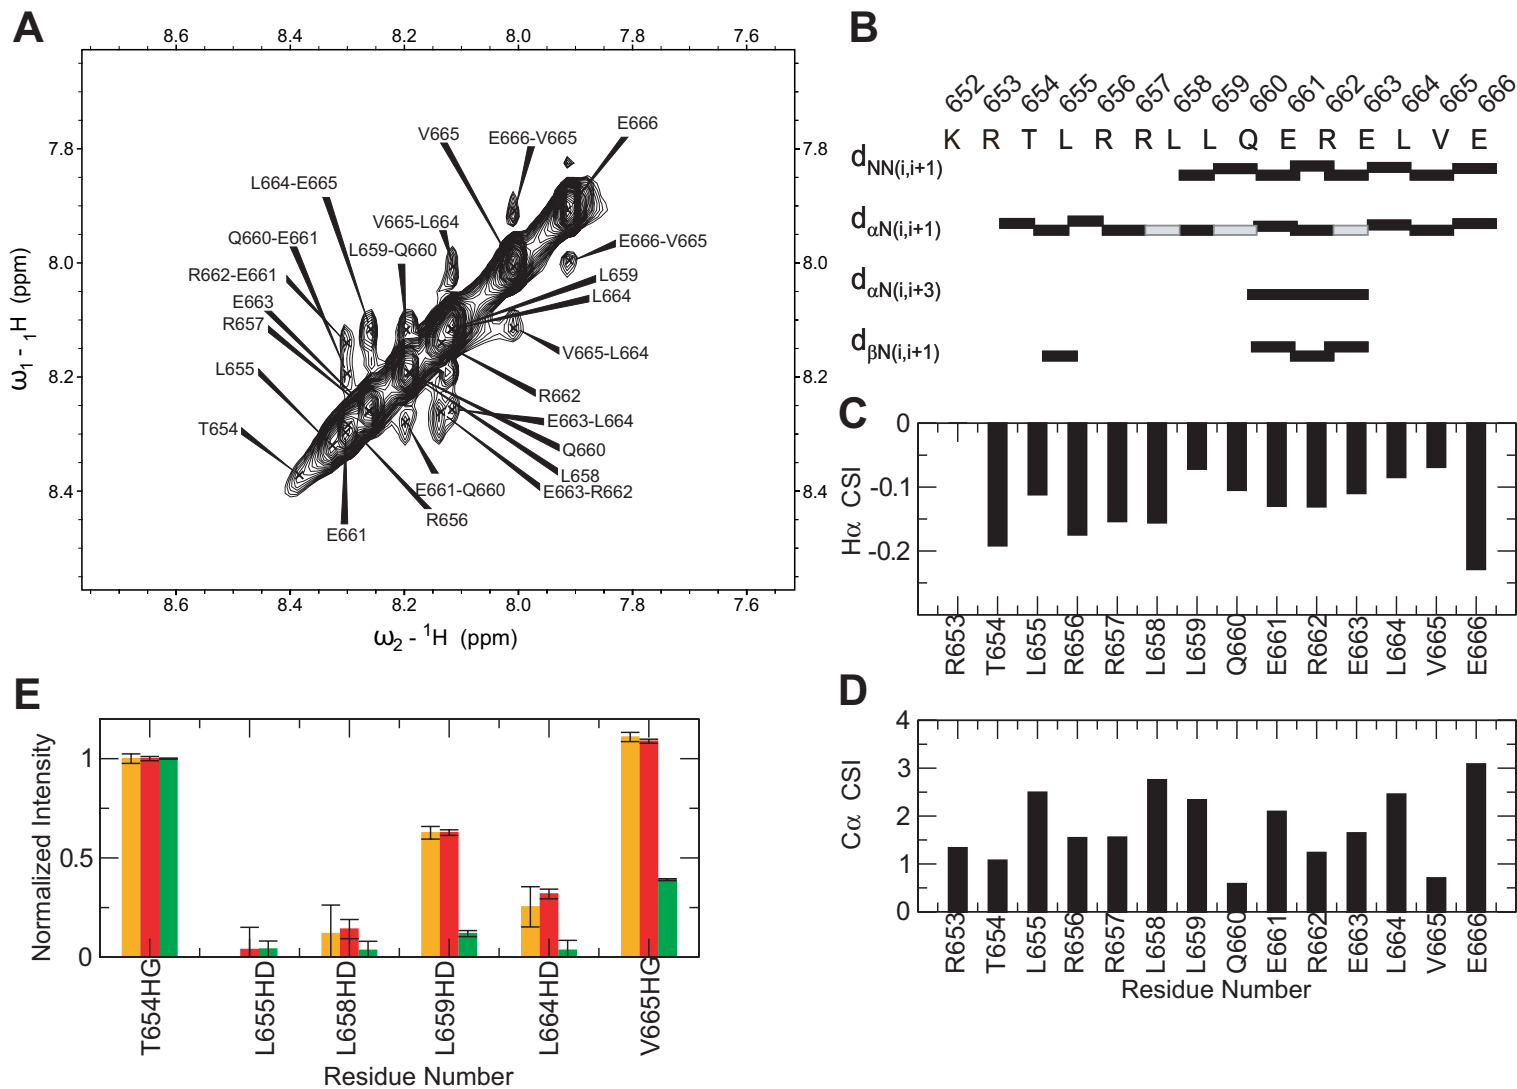 A
8.6 8.4 8.2 8.0 7.8 7.6
7.8
8.0
8.2
8.4
ω1 - 1H (ppm)
V665
E666-V665
E666
L664-E665
V665-L664
Q660-E661
L659-Q660
E666-V665
R662-E661
L659
E663
L664
R657
V665-L664
L655
R662
T654
E663-L664
Q660
L658
E661-Q660
E663-R662
R656
E661
7.8
8.0
8.2
8.4
8.6 8.4 8.2 8.0 7.8 7.6
ω2 - 1H (ppm)
B
652 653 654 655 656 657 658 659 660 661 662 663 664 665 666
K R T L R R L L Q E R E L V E
dNN(i,i+1)
dαN(i,i+1)
dαN(i,i+3)
dβN(i,i+1)
C
0
-0.1
-0.2
Hα CSI
R653 T654 L655 R656 R657 L658 L659 Q660 E661 R662 E663 L664 V665 E666
D
4
3
2
1
0
Cα CSI
R653 T654 L655 R656 R657 L658 L659 Q660 E661 R662 E663 L664 V665 E666
Residue Number
E
1
0.5
0
Normalized Intensity
T654HG L655HD L658HD L659HD L664HD V665HG
Residue Number